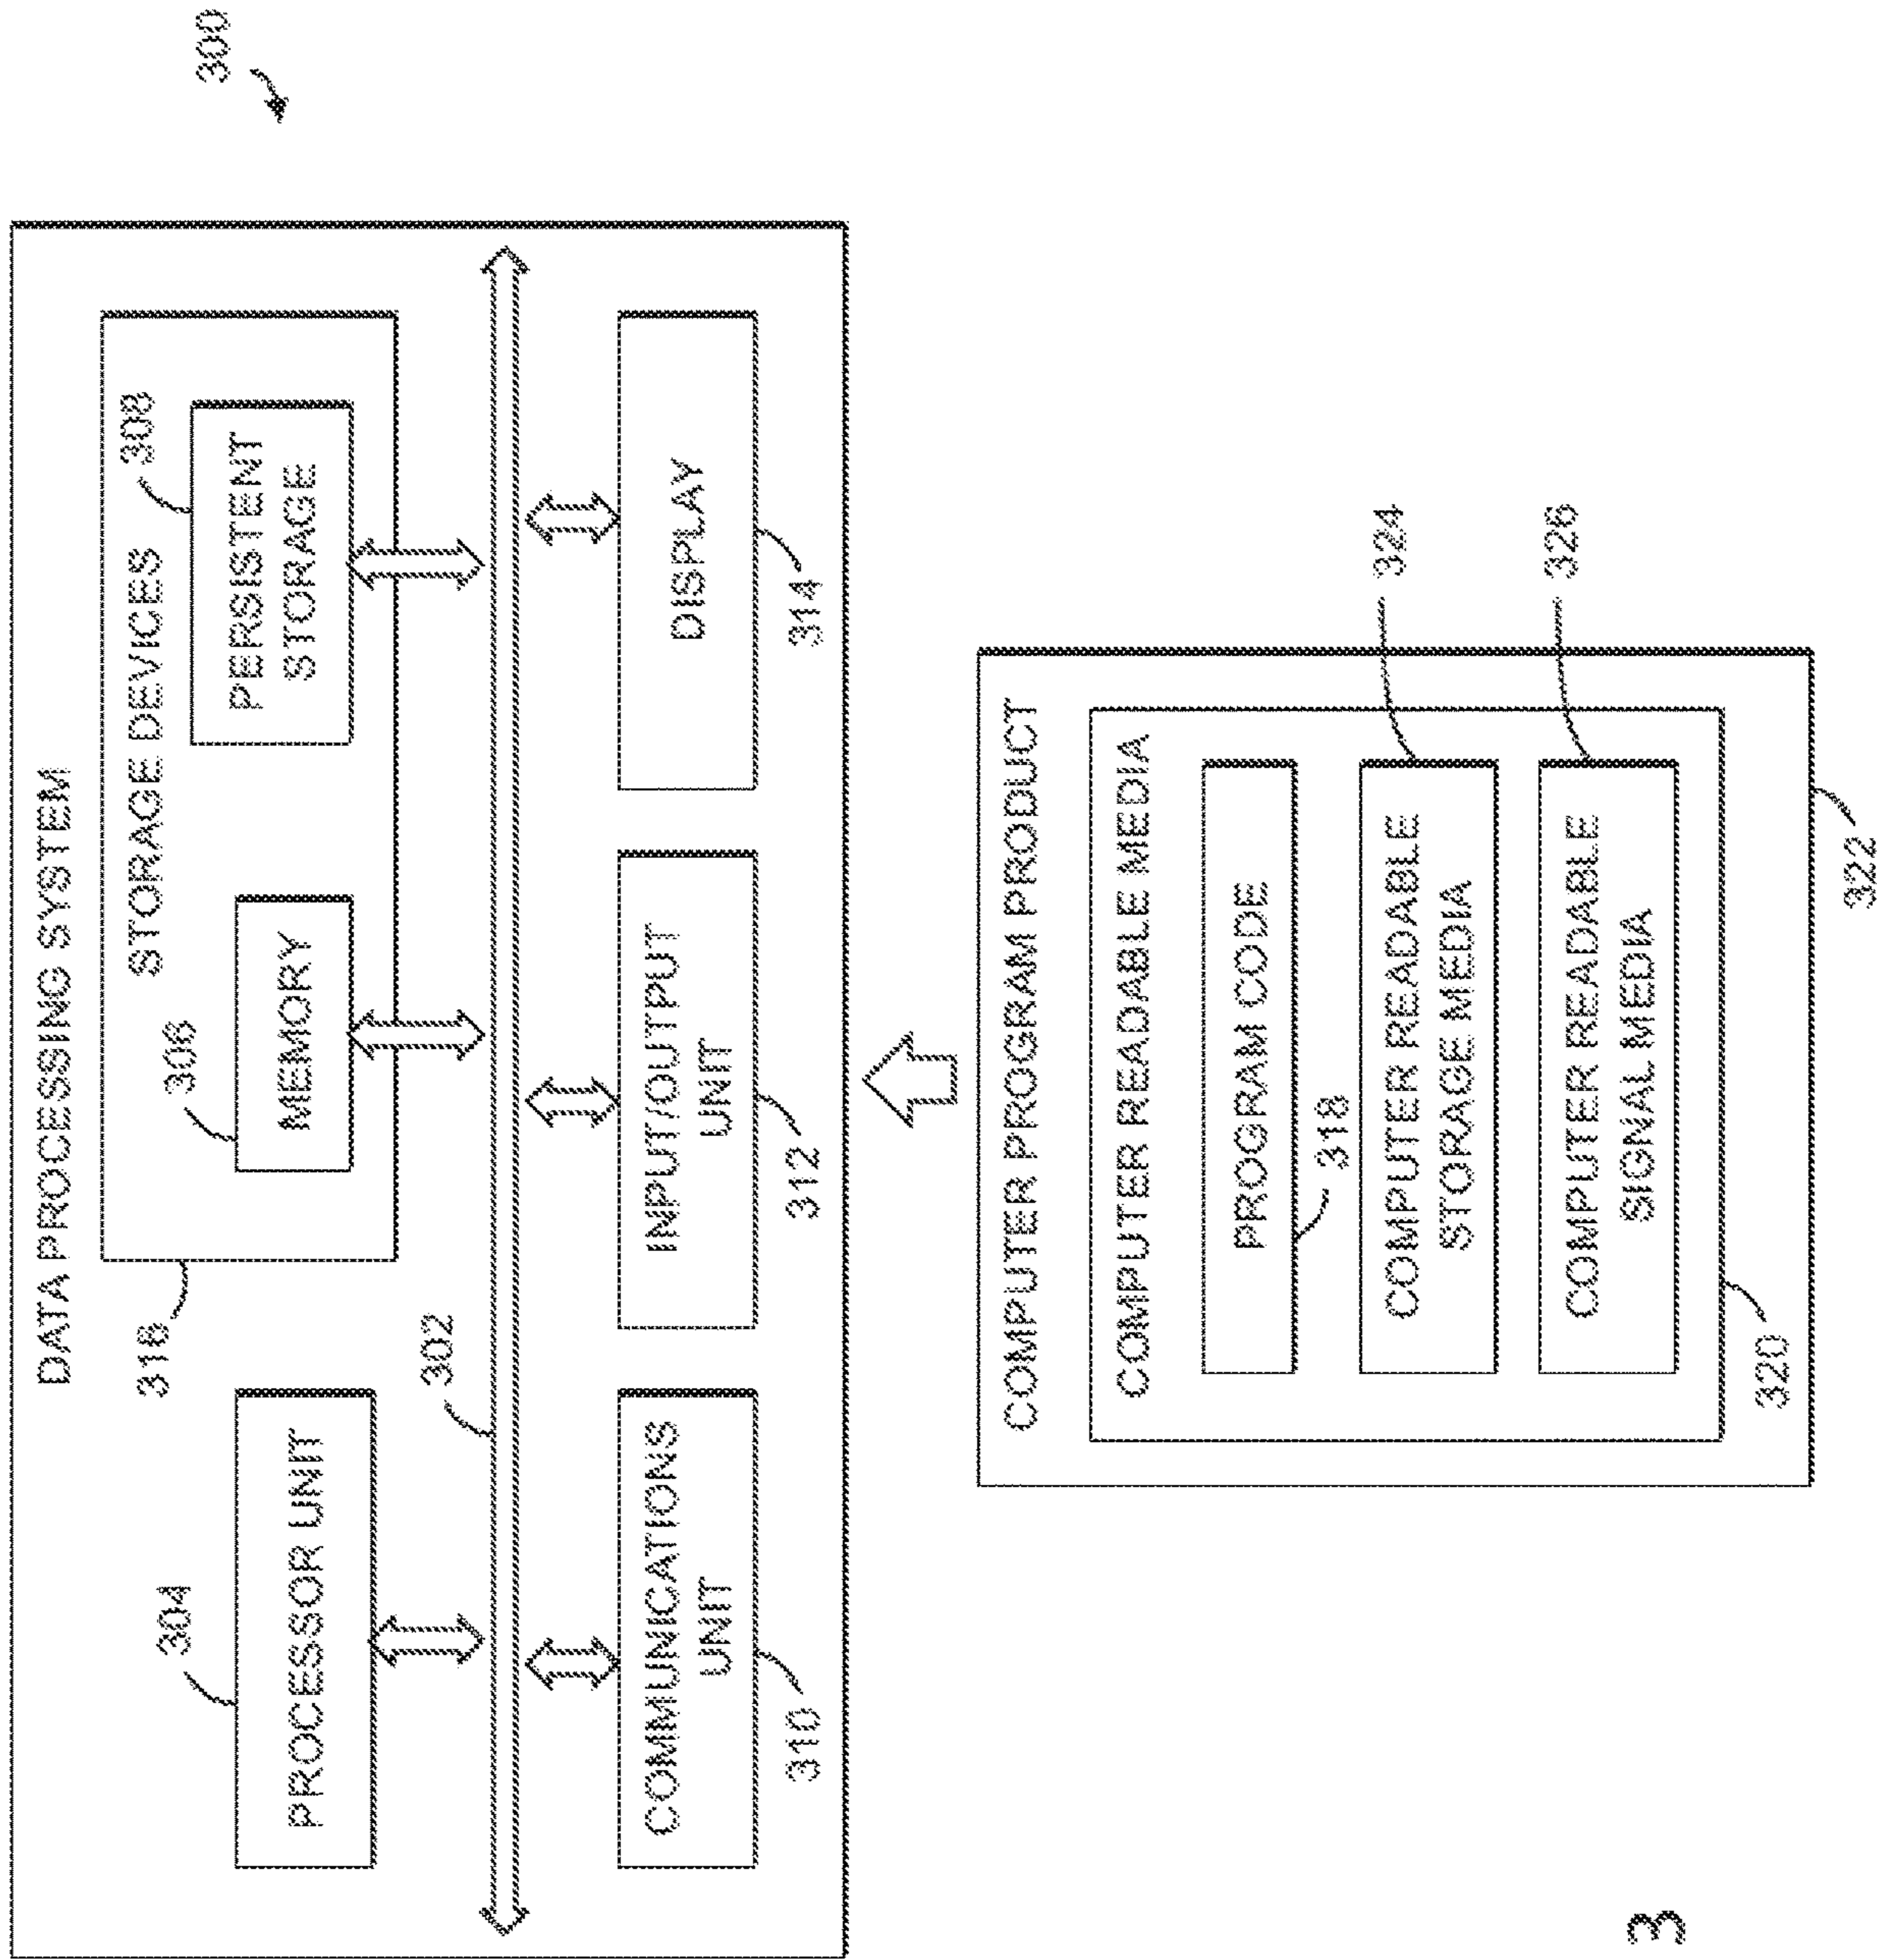 300
DATA PROCESSING SYSTEM
316
STORAGE DEVICES
304
306
308
PROCESSOR UNIT
MEMORY
PERSISTENT
STORAGE
302
COMMUNICATIONS
UNIT
INPUT/OUTPUT
UNIT
DISPLAY
310
312
314
COMPUTER PROGRAM PRODUCT
COMPUTER READABLE MEDIA
PROGRAM CODE
318
COMPUTER READABLE
STORAGE MEDIA
324
COMPUTER READABLE
SIGNAL MEDIA
326
320
322
3